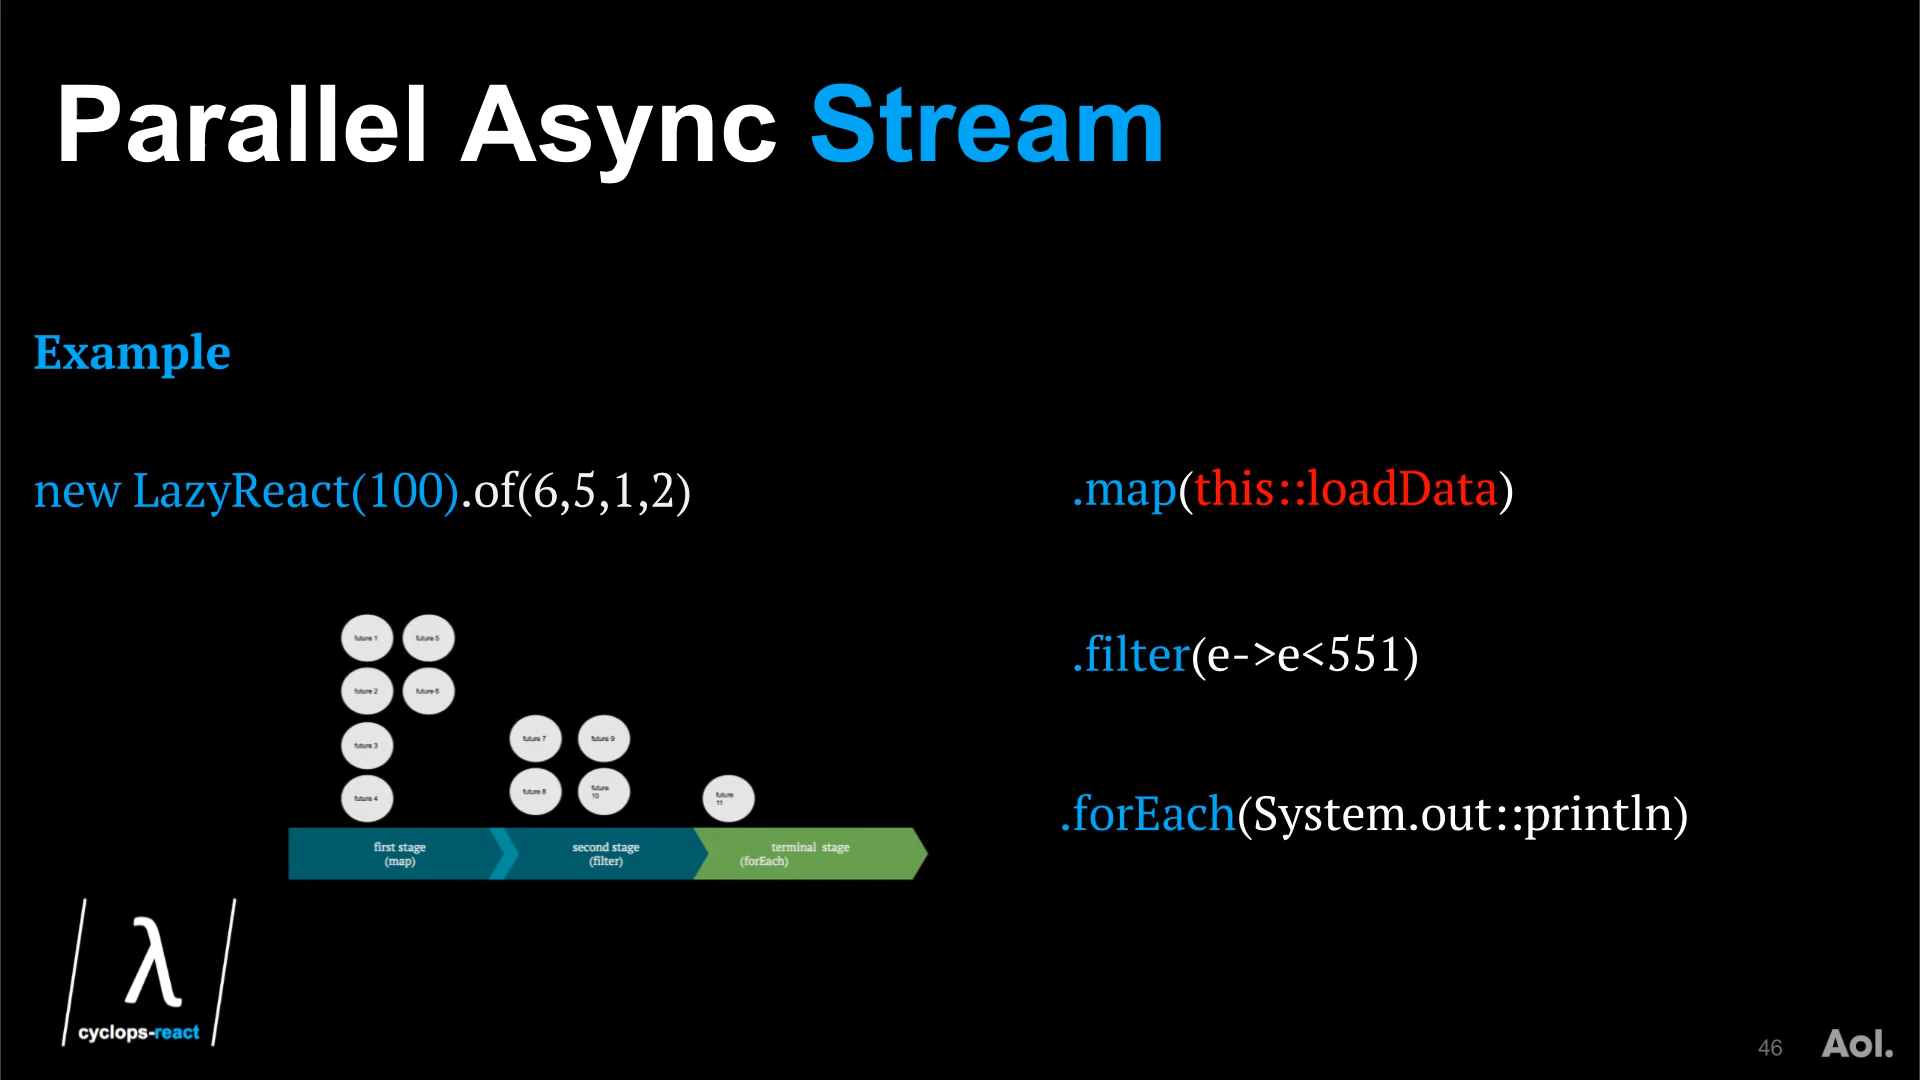 Parallel Async Stream
Example
new LazyReact(100).of(6,5,1,2)
.map(this::loadData)
.filter(e->e<551)
.forEach(System.out::println)
future 1
future 5
future 2
future 6
future 3
future 4
future 7
future 9
future 8
future
10
future
11
first stage
(map)
second stage
(filter)
terminal stage
(forEach)
λ
cyclops-react
46
Aol.